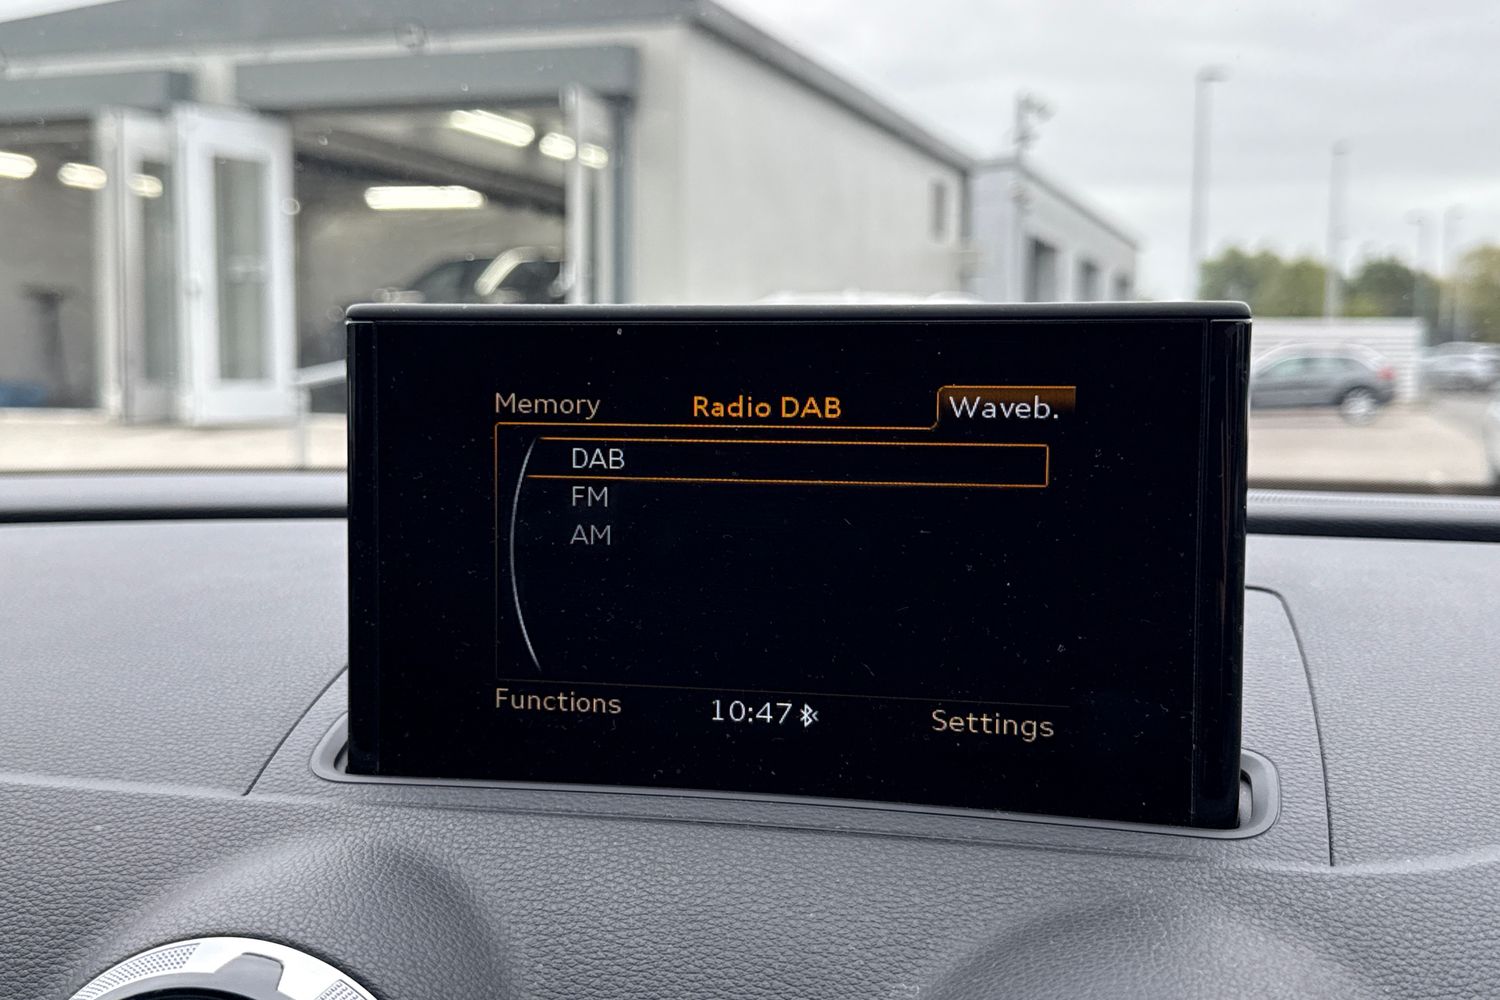 Memory Radio DAB Waveb.
DAB
FM
AM
Functions 10:47 Settings